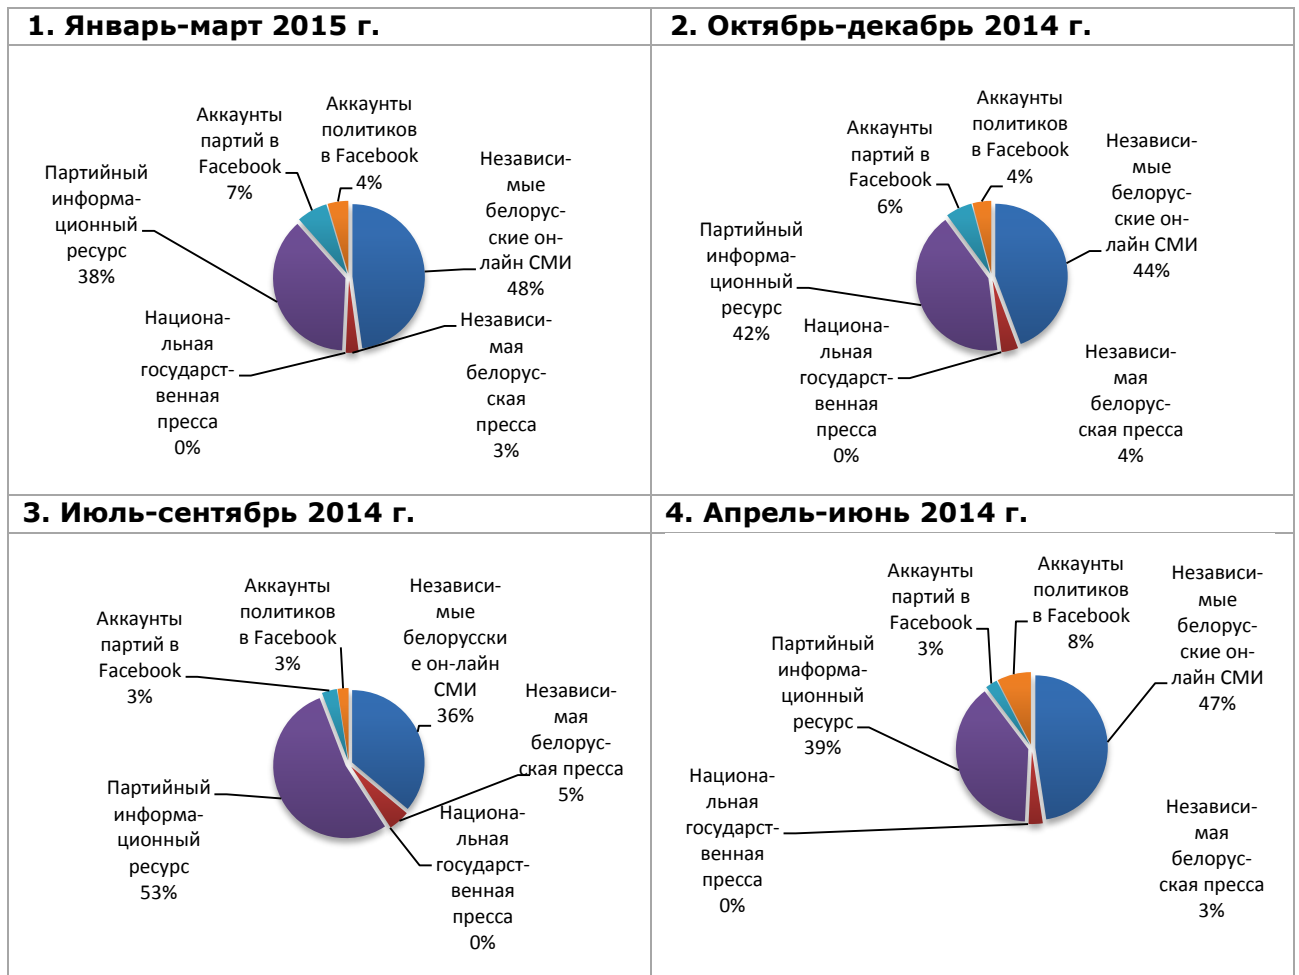 1. Январь-март 2015 г.
Аккаунты
партий в
Facebook
7%
Аккаунты
политиков
в Facebook
4%
Независи-
мые
белорус-
ские он-
лайн СМИ
48%
Партийный
информа-
ционный
ресурс
38%
Национа-
льная
государст-
венная
пресса
0%
Независи-
мая
белорус-
ская
пресса
3%
2. Октябрь-декабрь 2014 г.
Аккаунты
партий в
Facebook
6%
Аккаунты
политиков
в Facebook
4%
Независи-
мые
белорус-
ские он-
лайн СМИ
44%
Партийный
информа-
ционный
ресурс
42%
Национа-
льная
государст-
венная
пресса
0%
Независи-
мая
белорус-
ская пресса
4%
3. Июль-сентябрь 2014 г.
Аккаунты
партий в
Facebook
3%
Аккаунты
политиков
в Facebook
3%
Независи-
мые
белорусски
е он-лайн
СМИ
36%
Независи-
мая
белорус-
ская пресса
5%
Партийный
информа-
ционный
ресурс
53%
Национа-
льная
государст-
венная
пресса
0%
4. Апрель-июнь 2014 г.
Аккаунты
партий в
Facebook
3%
Аккаунты
политиков
в Facebook
8%
Независи-
мые
белорус-
ские он-
лайн СМИ
47%
Партийный
информа-
ционный
ресурс
39%
Национа-
льная
государст-
венная
пресса
0%
Независи-
мая
белорус-
ская пресса
3%